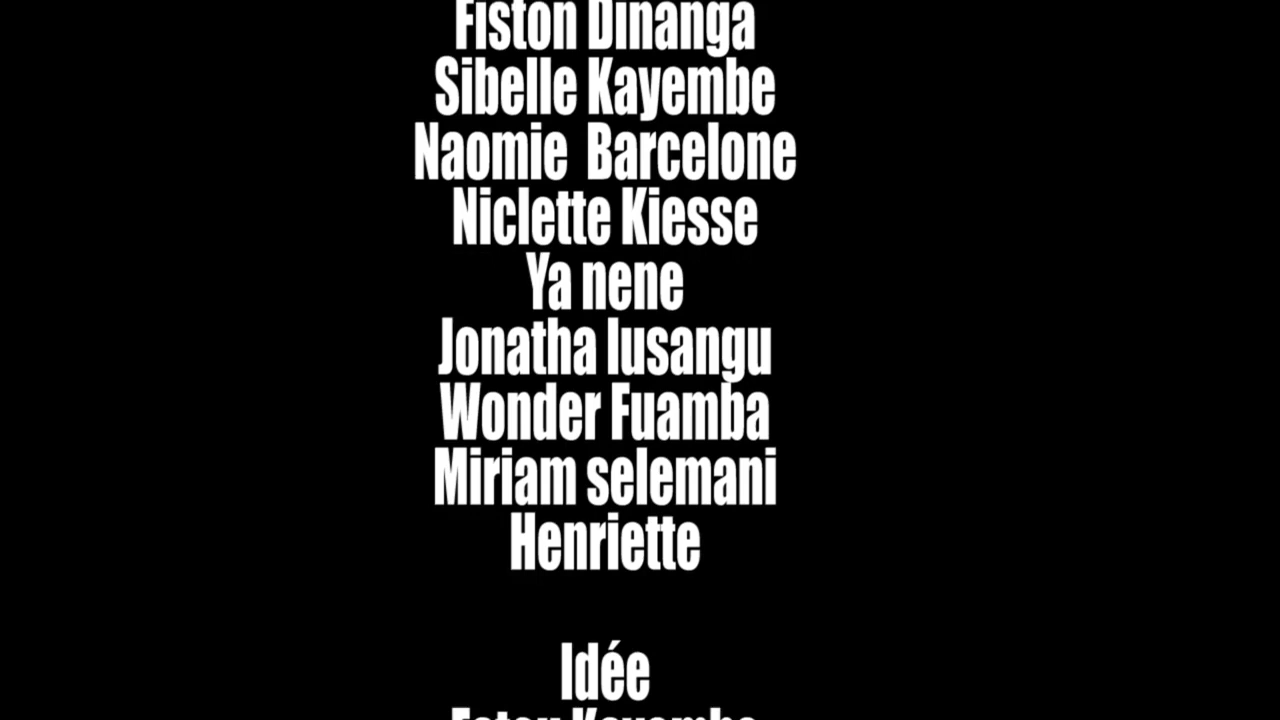 Fiston Dinanga
Sibelle Kayembe
Naomie Barcelone
Niclette Kiesse
Ya nene
Jonatha lusangu
Wonder Fuamba
Miriam selemani
Henriette
Idée